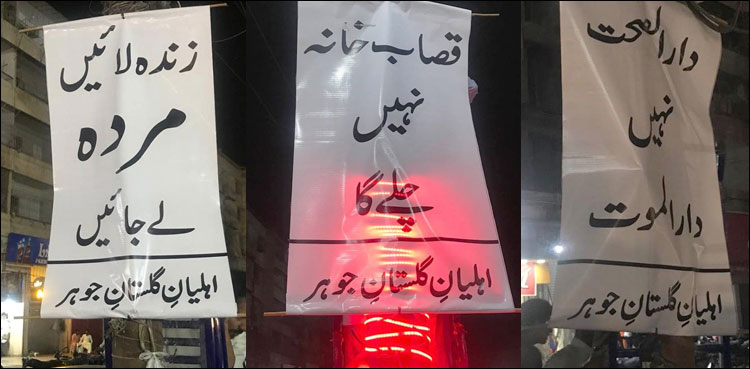 دارالصحت
نہیں
دارالموت
اہلیانِ گلستانِ جوہر
قصاب خانہ
نہیں
چلے گا
اہلیانِ گلستانِ جوہر
زندہ لائیں
مردہ
لے جائیں
اہلیانِ گلستانِ جوہر